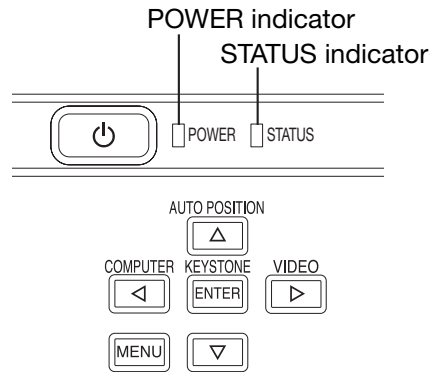 POWER indicator
STATUS indicator
POWER STATUS
AUTO POSITION
COMPUTER KEYSTONE VIDEO
ENTER
MENU